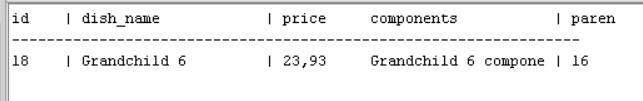 id | dish_name | price components | paren
-----------------------------------------------------------------------
18 | Grandchild 6 | 23,93 Grandchild 6 compone | 16